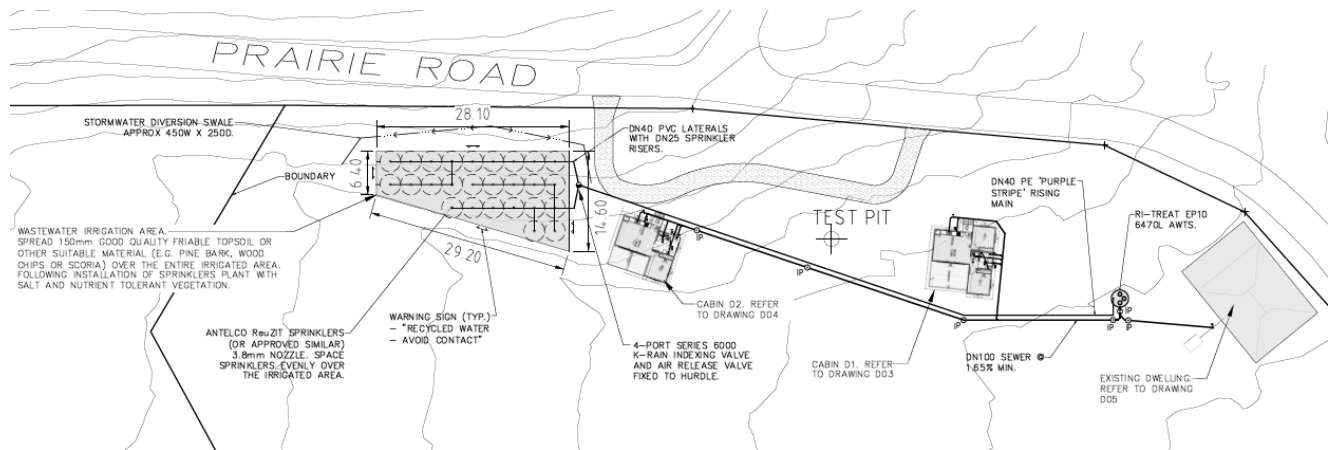 PRAIRIE ROAD
STORMWATER DIVERSION SWALE
APPROX 450W X 250D.
28.10
DN40 PVC LATERALS
WITH DN25 SPRINKLER
RISERS.
BOUNDARY
6.40
14.60
29.20
WASTEWATER IRRIGATION AREA.
SPREAD 150mm GOOD QUALITY FRIABLE TOPSOIL OR
OTHER SUITABLE MATERIAL (E.G. PINE BARK, WOOD
CHIPS OR SCORIA) OVER THE ENTIRE IRRIGATED AREA.
FOLLOWING INSTALLATION OF SPRINKLERS PLANT WITH
SALT AND NUTRIENT TOLERANT VEGETATION.
ANTELCO ReuZIT SPRINKLERS
(OR APPROVED SIMILAR)
3.8mm NOZZLE. SPACE
SPRINKLERS EVENLY OVER
THE IRRIGATED AREA.
WARNING SIGN (TYP.)
- "RECYCLED WATER
- AVOID CONTACT"
4-PORT SERIES 6000
K-RAIN INDEXING VALVE
AND AIR RELEASE VALVE
FIXED TO HURDLE.
CABIN D2. REFER
TO DRAWING D04
IP
TEST PIT
IP
CABIN D1. REFER
TO DRAWING D03
IP
DN40 PE 'PURPLE
STRIPE' RISING
MAIN
RI-TREAT EP10
6470L AWTS.
IP
IP
IP
DN100 SEWER @
1.65% MIN.
EXISTING DWELLING.
REFER TO DRAWING
D05